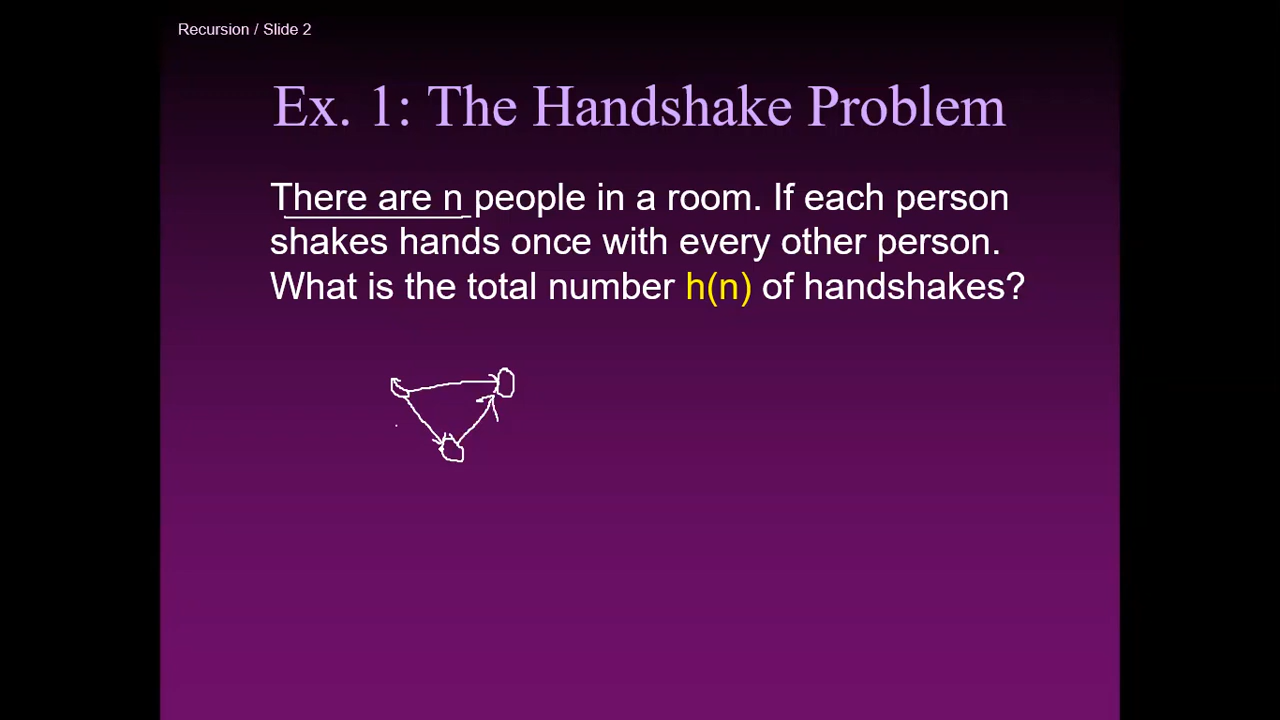 Recursion / Slide 2
Ex. 1: The Handshake Problem
There are n people in a room. If each person
shakes hands once with every other person.
What is the total number h(n) of handshakes?